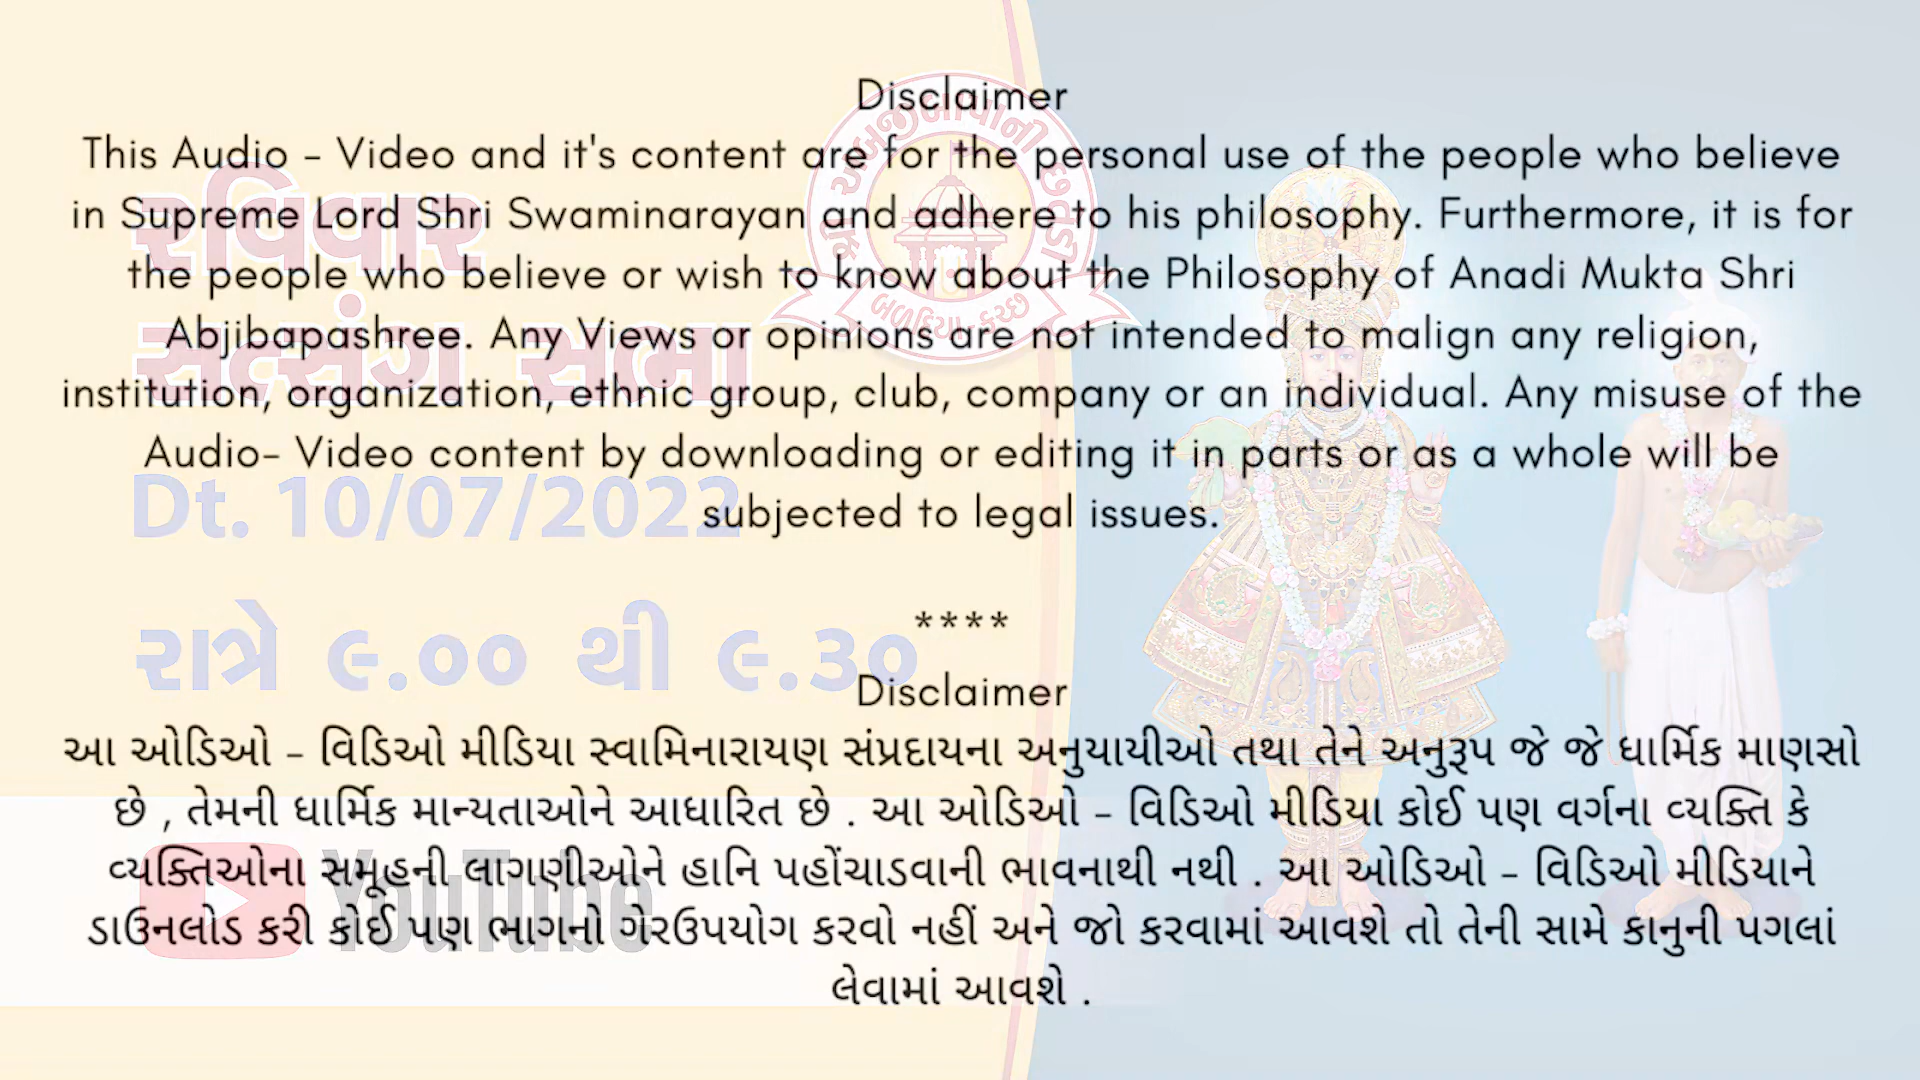 Disclaimer
This Audio - Video and it's content are for the personal use of the people who believe
in Supreme Lord Shri Swaminarayan and adhere to his philosophy. Furthermore, it is for
the people who believe or wish to know about the Philosophy of Anadi Mukta Shri
Abjibapashree. Any Views or opinions are not intended to malign any religion,
institution, organization, ethnic group, club, company or an individual. Any misuse of the
Audio- Video content by downloading or editing it in parts or as a whole will be
subjected to legal issues.
****
Disclaimer
આ ઓડિઓ - વિડિઓ મીડિયા સ્વામિનારાયણ સંપ્રદાયના અનુયાયીઓ તથા તેને અનુરૂપ જે જે ધાર્મિક માણસો
છે , તેમની ધાર્મિક માન્યતાઓને આધારિત છે . આ ઓડિઓ - વિડિઓ મીડિયા કોઈ પણ વર્ગના વ્યક્તિ કે
વ્યક્તિઓના સમૂહની લાગણીઓને હાનિ પહોંચાડવાની ભાવનાથી નથી . આ ઓડિઓ - વિડિઓ મીડિયાને
ડાઉનલોડ કરી કોઈ પણ ભાગનો ગેરઉપયોગ કરવો નહીં અને જો કરવામાં આવશે તો તેની સામે કાનુની પગલાં
લેવામાં આવશે .
રવિવાર
સત્સંગ સભા
Dt. 10/07/2022
રાત્રે ૯.૦૦ થી ૯.૩૦
YouTube